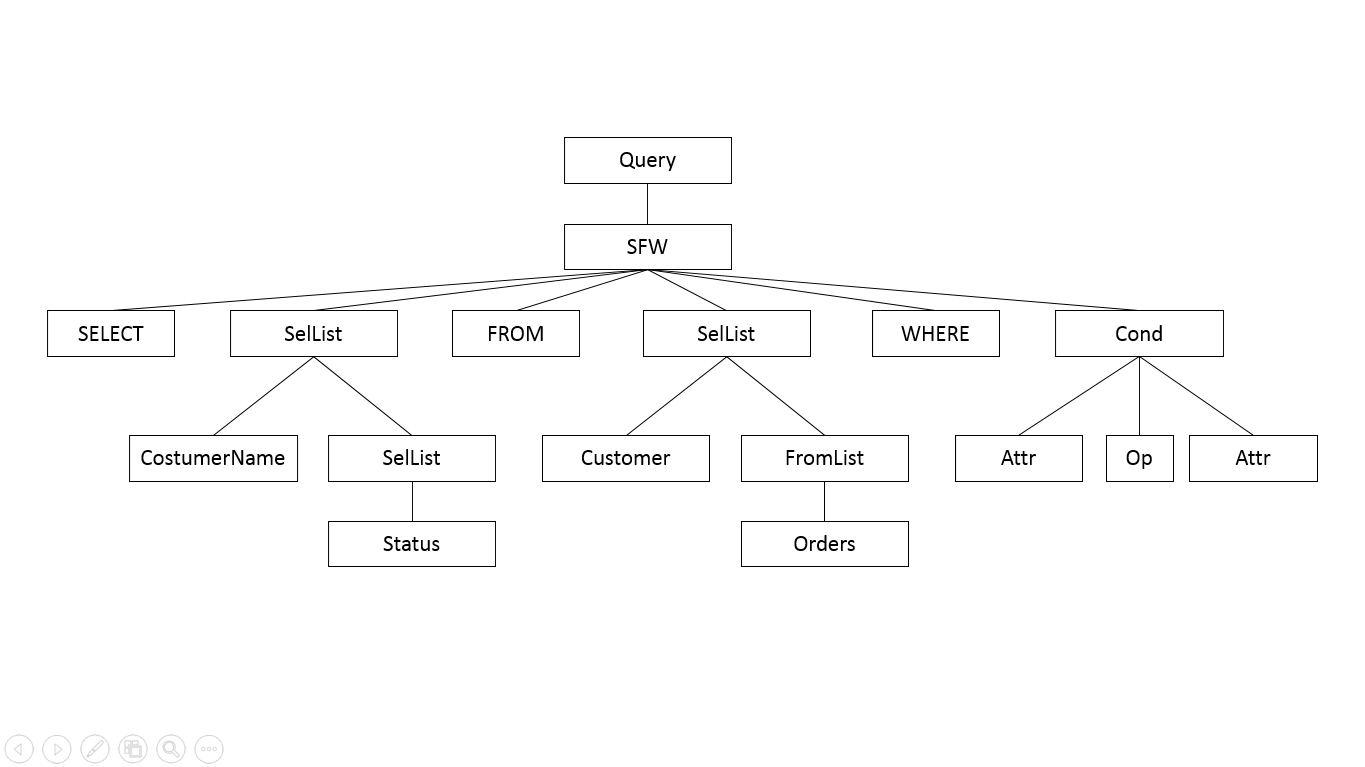 Query
SFW
SELECT
SelList
FROM
SelList
WHERE
Cond
CostumerName
SelList
Customer
FromList
Attr
Op
Attr
Status
Orders